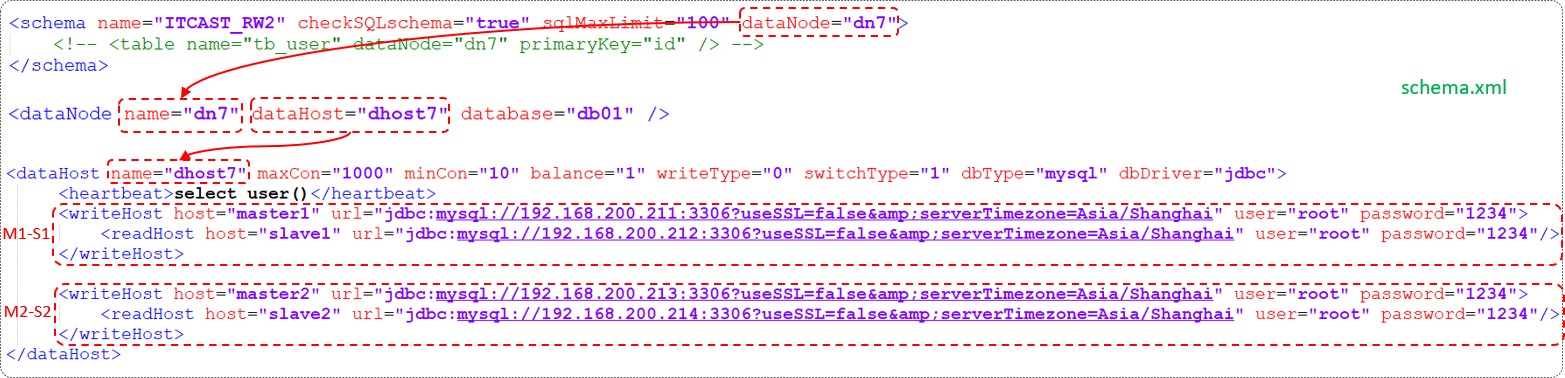 <schema name="ITCAST_RW2" checkSQLschema="true" sqlMaxLimit="100" dataNode="dn7">
<!-- <table name="tb_user" dataNode="dn7" primaryKey="id" /> -->
</schema>
schema.xml
<dataNode name="dn7" dataHost="dhost7" database="db01" />
<dataHost name="dhost7" maxCon="1000" minCon="10" balance="1" writeType="0" switchType="1" dbType="mysql" dbDriver="jdbc">
<heartbeat>select user()</heartbeat>
<writeHost host="master1" url="jdbc:mysql://192.168.200.211:3306?useSSL=false&amp;serverTimezone=Asia/Shanghai" user="root" password="1234">
M1-S1 <readHost host="slave1" url="jdbc:mysql://192.168.200.212:3306?useSSL=false&amp;serverTimezone=Asia/Shanghai" user="root" password="1234"/>
</writeHost>
<writeHost host="master2" url="jdbc:mysql://192.168.200.213:3306?useSSL=false&amp;serverTimezone=Asia/Shanghai" user="root" password="1234">
M2-S2 <readHost host="slave2" url="jdbc:mysql://192.168.200.214:3306?useSSL=false&amp;serverTimezone=Asia/Shanghai" user="root" password="1234"/>
</writeHost>
</dataHost>